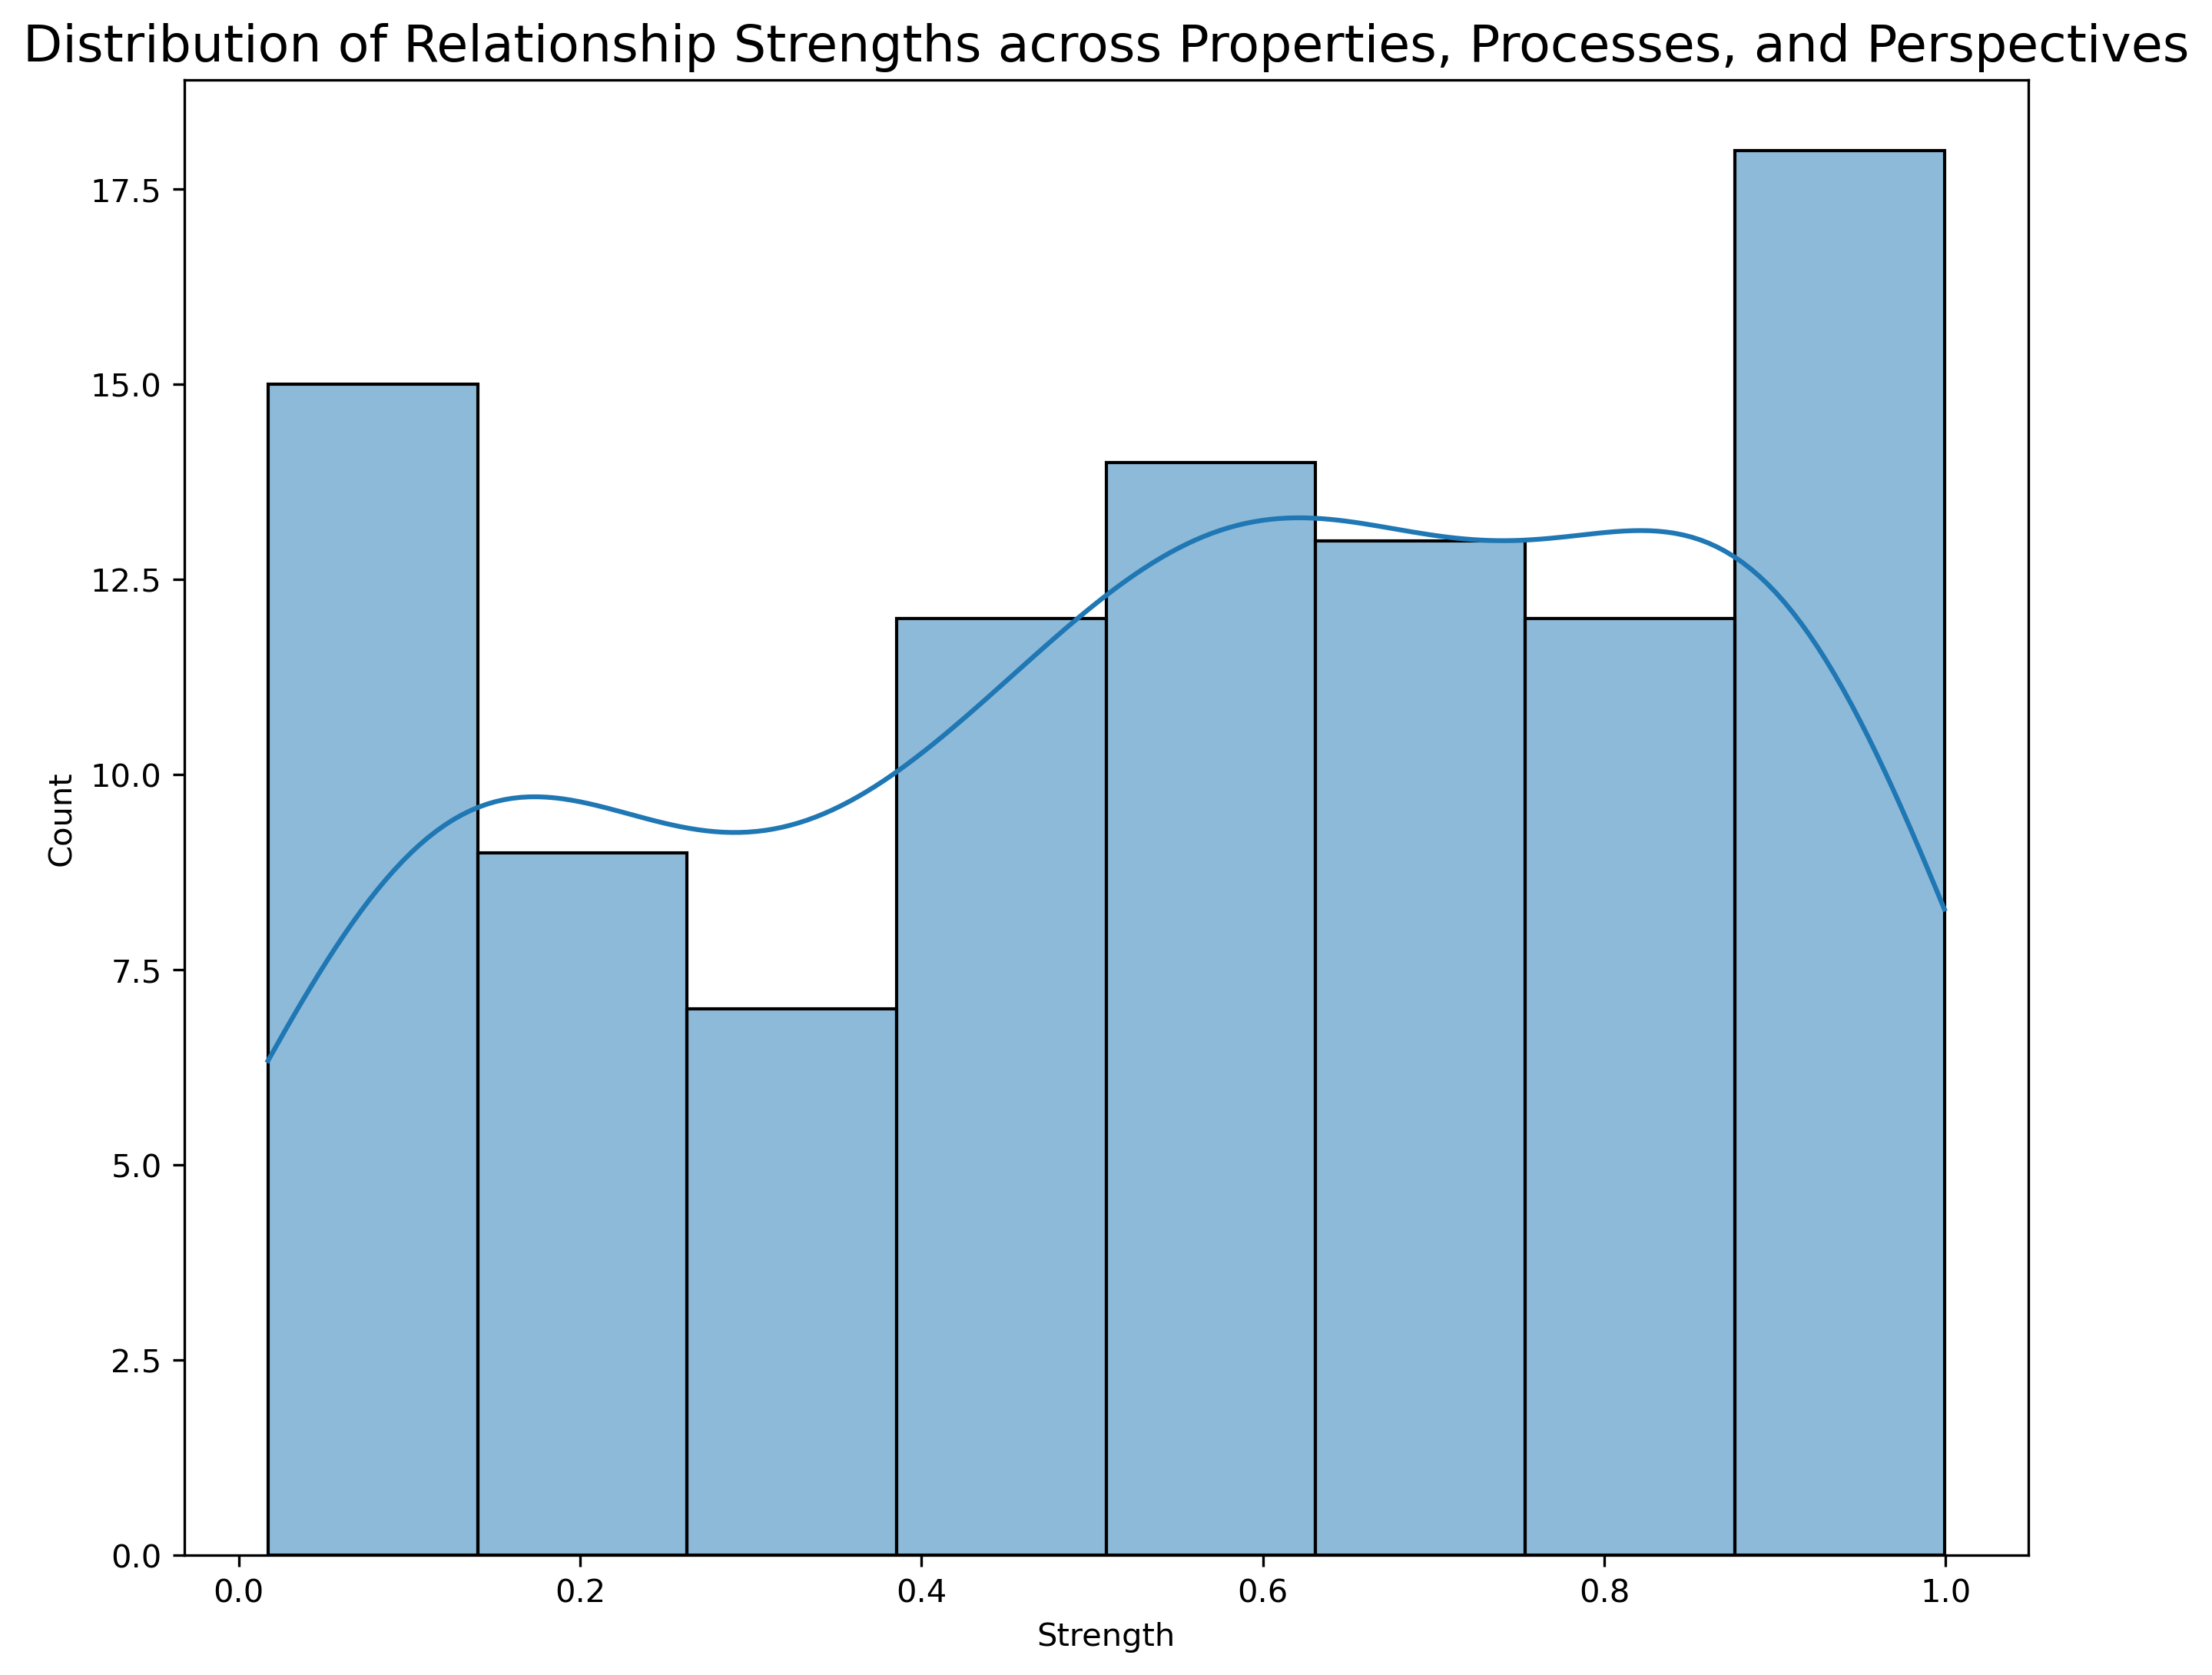 Distribution of Relationship Strengths across Properties, Processes, and Perspectives
17.5
15.0
12.5
10.0
7.5
5.0
2.5
0.0
Count
0.0 0.2 0.4 0.6 0.8 1.0
Strength